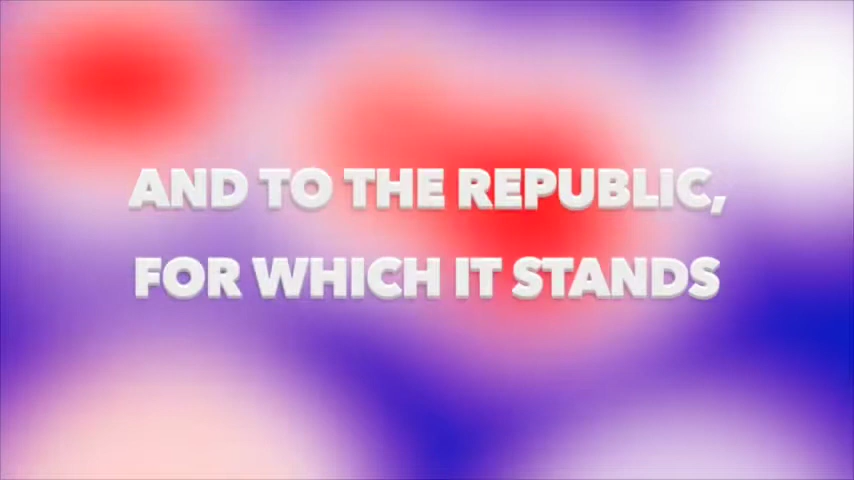 AND TO THE REPUBLIC,
FOR WHICH IT STANDS